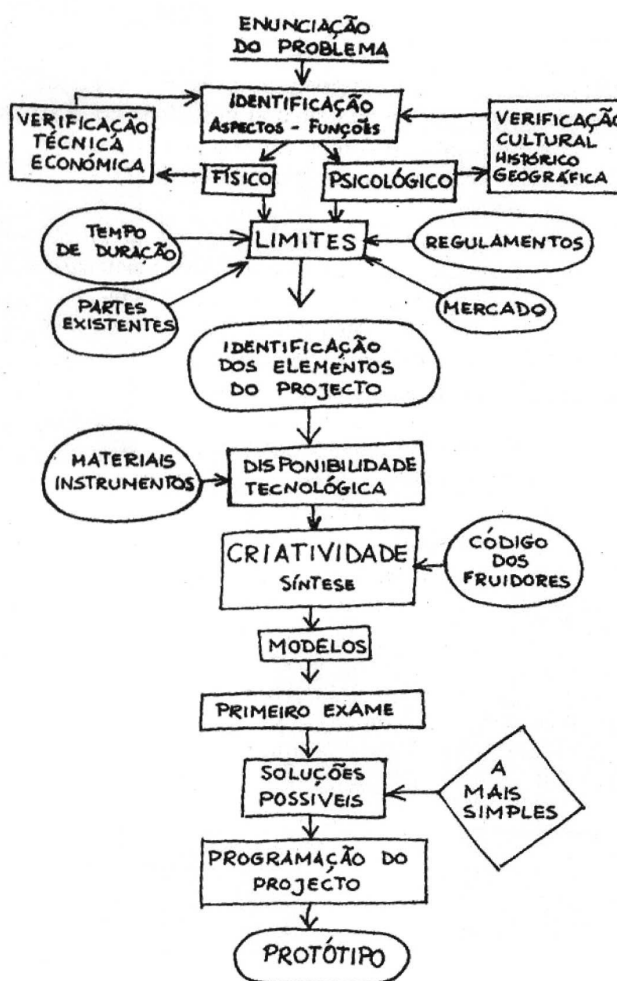 ENUNCIAÇÃO
DO PROBLEMA
IDENTIFICAÇÃO
ASPECTOS - FUNÇÕES
VERIFICAÇÃO
TÉCNICA
ECONÓMICA
VERIFICAÇÃO
CULTURAL
HISTÓRICO
GEOGRÁFICA
FÍSICO
PSICOLÓGICO
LIMITES
TEMPO
DE DURAÇÃO
REGULAMENTOS
PARTES
EXISTENTES
MERCADO
IDENTIFICAÇÃO
DOS ELEMENTOS
DO PROJECTO
MATERIAIS
INSTRUMENTOS
DISPONIBILIDADE
TECNOLÓGICA
CRIATIVIDADE
SÍNTESE
CÓDIGO
DOS
FRUIDORES
MODELOS
PRIMEIRO EXAME
SOLUÇÕES
POSSIVEIS
A
MAIS
SIMPLES
PROGRAMAÇÃO DO
PROJECTO
PROTÓTIPO